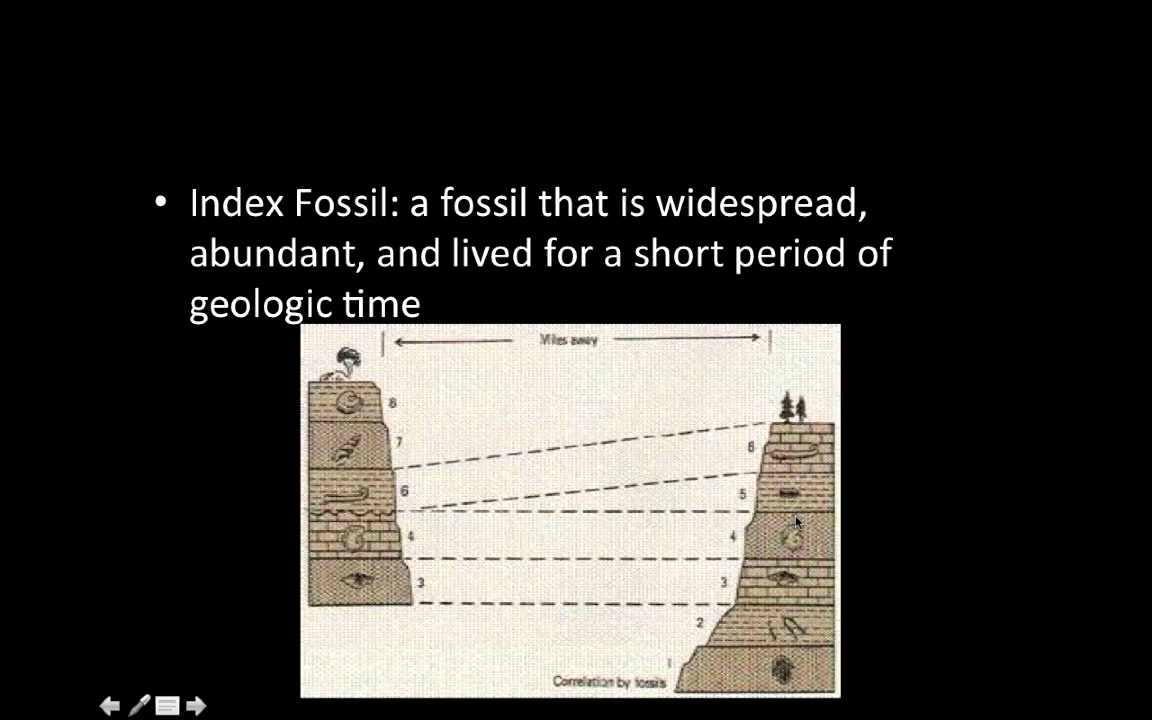 • Index Fossil: a fossil that is widespread,
abundant, and lived for a short period of
geologic time
Miles away
8
7
6
4
3
6
5
4
3
2
1
Correlation by fossils